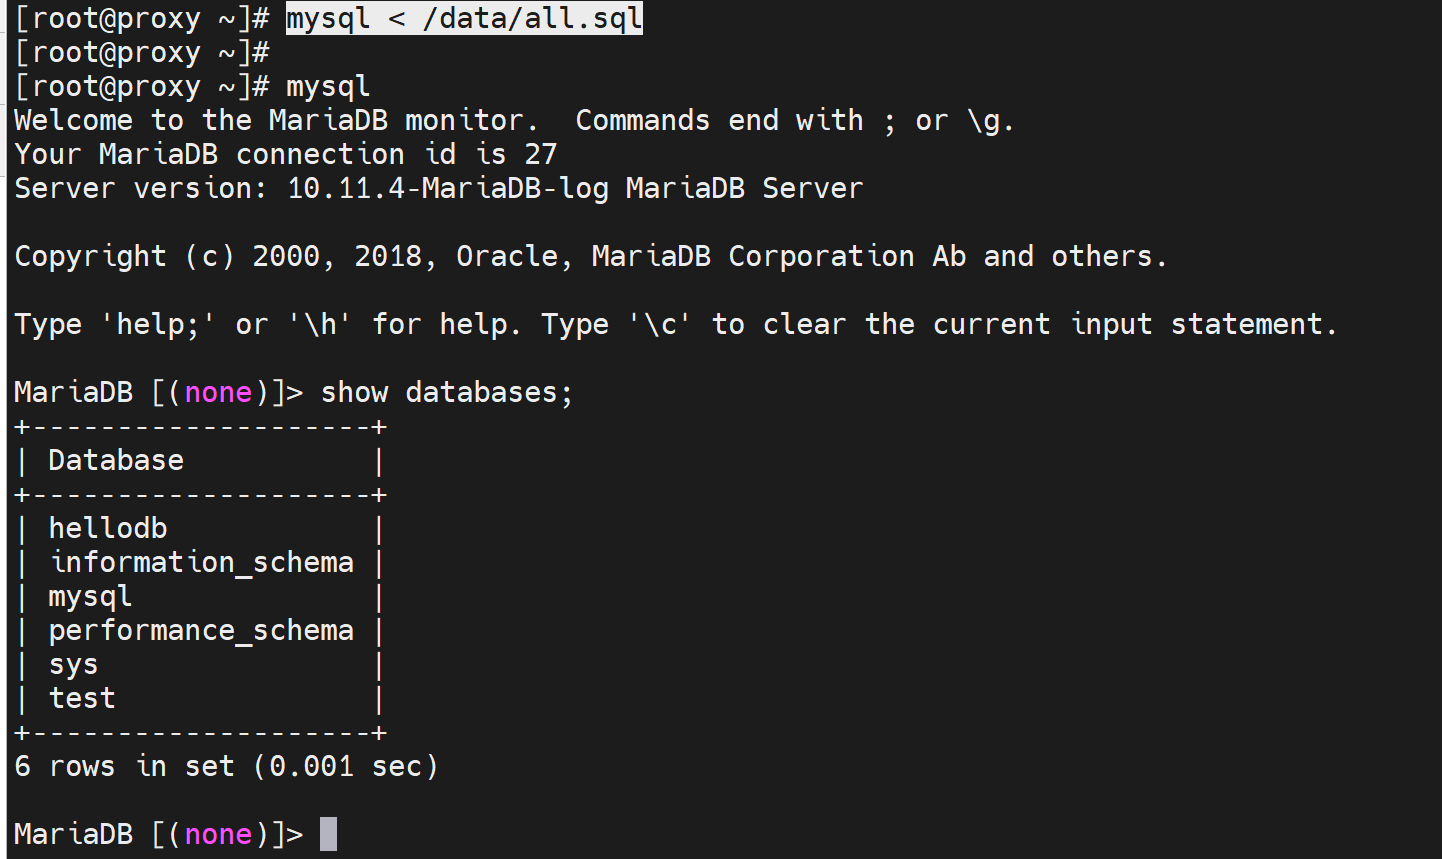 [root@proxy ~]# mysql < /data/all.sql
[root@proxy ~]#
[root@proxy ~]# mysql
Welcome to the MariaDB monitor.  Commands end with ; or \g.
Your MariaDB connection id is 27
Server version: 10.11.4-MariaDB-log MariaDB Server

Copyright (c) 2000, 2018, Oracle, MariaDB Corporation Ab and others.

Type 'help;' or '\h' for help. Type '\c' to clear the current input statement.

MariaDB [(none)]> show databases;
+--------------------+
| Database           |
+--------------------+
| hellodb            |
| information_schema |
| mysql              |
| performance_schema |
| sys                |
| test               |
+--------------------+
6 rows in set (0.001 sec)

MariaDB [(none)]>